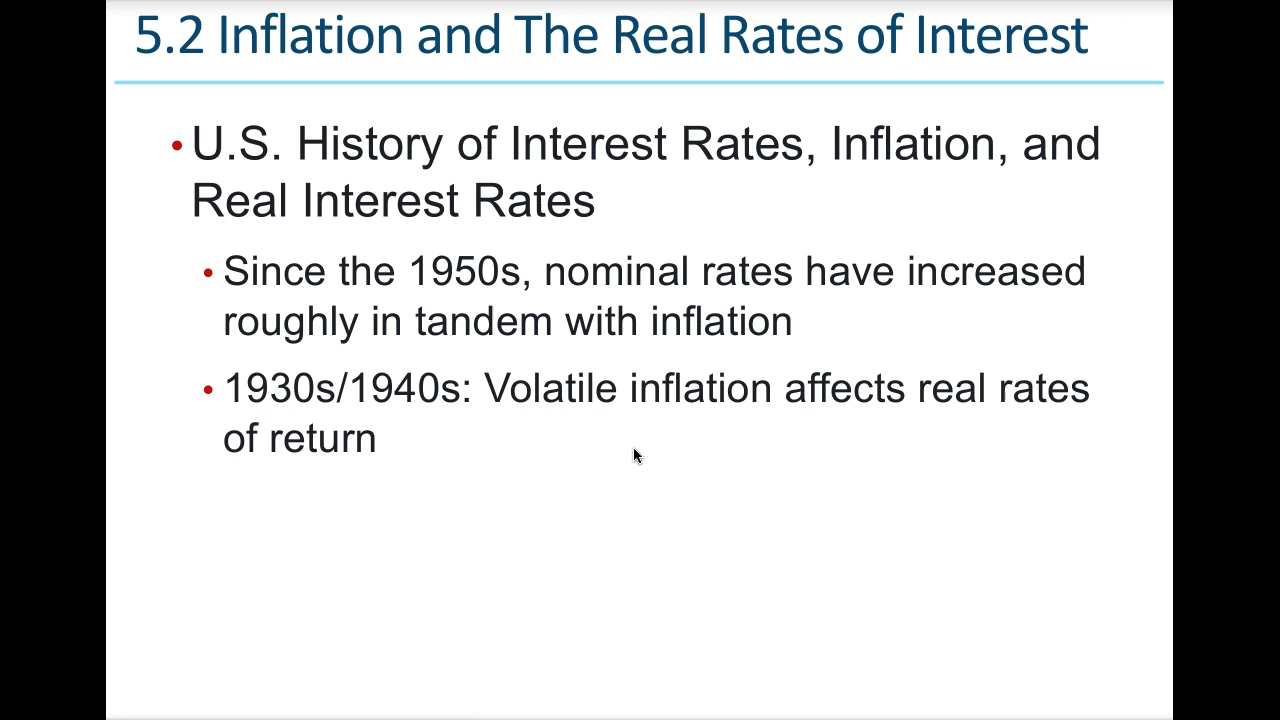 5.2 Inflation and The Real Rates of Interest
• U.S. History of Interest Rates, Inflation, and
Real Interest Rates
• Since the 1950s, nominal rates have increased
roughly in tandem with inflation
• 1930s/1940s: Volatile inflation affects real rates
of return